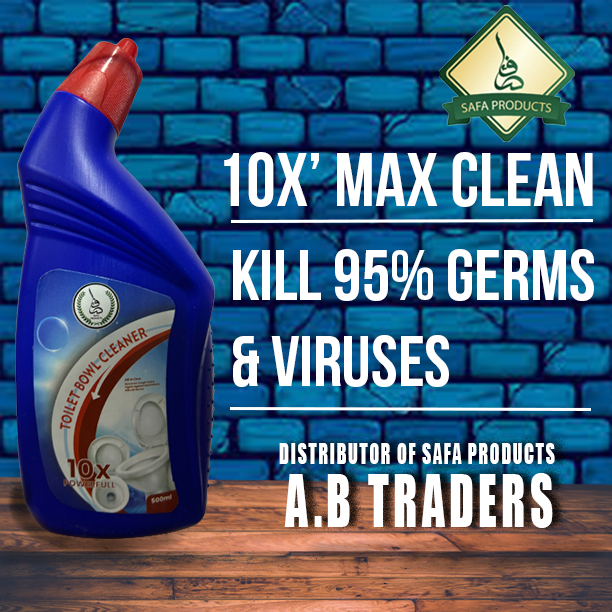 صافا
SAFA PRODUCTS
10X' MAX CLEAN
KILL 95% GERMS
& VIRUSES
DISTRIBUTOR OF SAFA PRODUCTS
A.B TRADERS
TOILET BOWL CLEANER
10X
POWERFULL
500ml